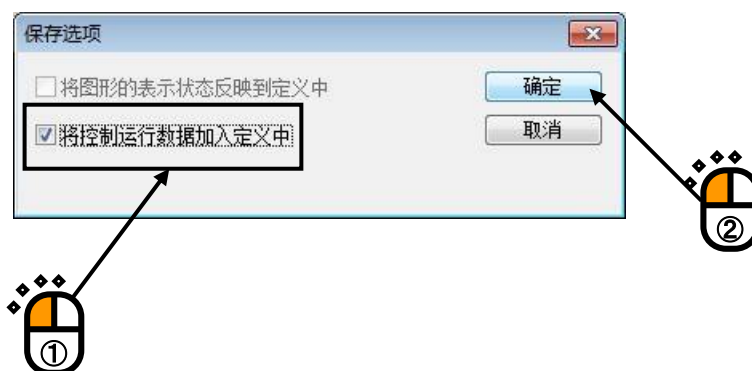 保存选项
将图形的表示状态反映到定义中
确定
将控制运行数据加入定义中
取消
②
①